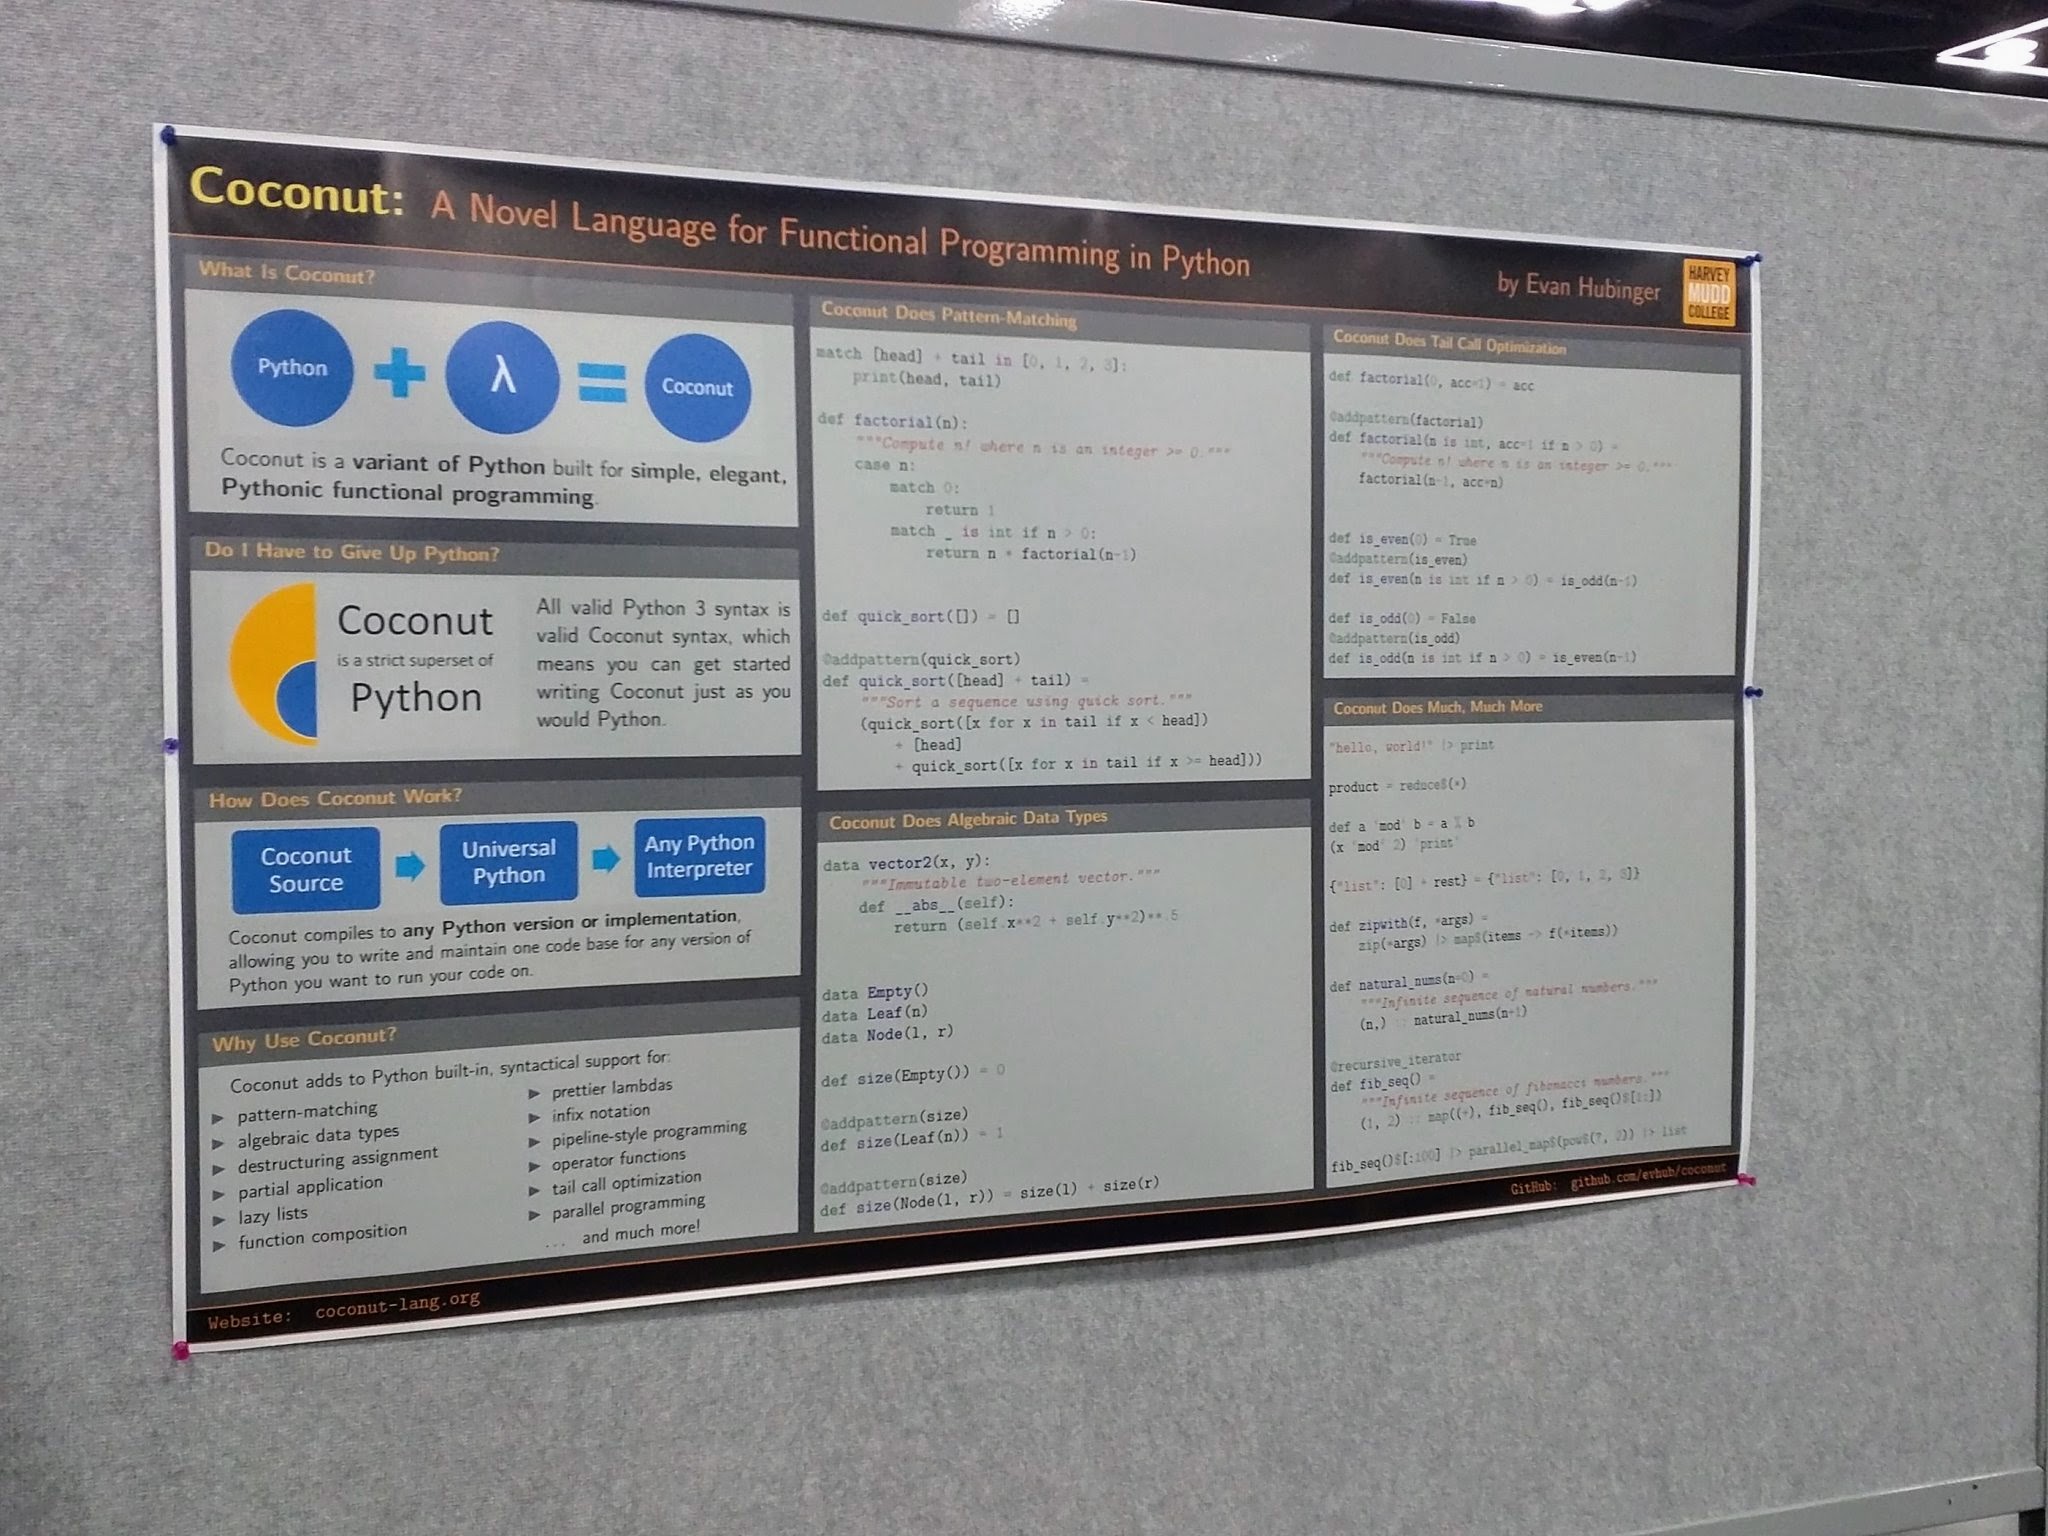 Coconut: A Novel Language for Functional Programming in Python
by Evan Hubinger
HARVEY
MUDD
COLLEGE
What Is Coconut?
Python
λ
Coconut
Coconut is a variant of Python built for simple, elegant,
Pythonic functional programming.
Do I Have to Give Up Python?
Coconut
is a strict superset of
Python
All valid Python 3 syntax is
valid Coconut syntax, which
means you can get started
writing Coconut just as you
would Python.
How Does Coconut Work?
Coconut
Source
Universal
Python
Any Python
Interpreter
Coconut compiles to any Python version or implementation,
allowing you to write and maintain one code base for any version of
Python you want to run your code on.
Why Use Coconut?
Coconut adds to Python built-in, syntactical support for:
▶ pattern-matching
▶ algebraic data types
▶ destructuring assignment
▶ partial application
▶ lazy lists
▶ function composition
▶ prettier lambdas
▶ infix notation
▶ pipeline-style programming
▶ operator functions
▶ tail call optimization
▶ parallel programming
... and much more!
Coconut Does Pattern-Matching
match [head] + tail in [0, 1, 2, 3]:
print(head, tail)
def factorial(n):
"""Compute n! where n is an integer >= 0."""
case n:
match 0:
return 1
match _ is int if n > 0:
return n * factorial(n-1)
def quick_sort([]) = []
@addpattern(quick_sort)
def quick_sort([head] + tail) =
"""Sort a sequence using quick sort."""
(quick_sort([x for x in tail if x < head])
+ [head]
+ quick_sort([x for x in tail if x >= head]))
Coconut Does Algebraic Data Types
data vector2(x, y):
"""Immutable two-element vector."""
def __abs__(self):
return (self.x**2 + self.y**2)**.5
data Empty()
data Leaf(n)
data Node(l, r)
def size(Empty()) = 0
@addpattern(size)
def size(Leaf(n)) = 1
@addpattern(size)
def size(Node(l, r)) = size(l) + size(r)
Coconut Does Tail Call Optimization
def factorial(0, acc=1) = acc
@addpattern(factorial)
def factorial(n is int, acc=1 if n > 0) =
"""Compute n! where n is an integer >= 0."""
factorial(n-1, acc*n)
def is_even(0) = True
@addpattern(is_even)
def is_even(n is int if n > 0) = is_odd(n-1)
def is_odd(0) = False
@addpattern(is_odd)
def is_odd(n is int if n > 0) = is_even(n-1)
Coconut Does Much, Much More
"hello, world!" |> print
product = reduce$(*)
def a `mod` b = a % b
(x `mod` 2) `print`
{"list": [0] + rest} = {"list": [0, 1, 2, 3]}
def zipwith(f, *args) =
zip(*args) |> map$(items -> f(*items))
def natural_nums(n=0) =
"""Infinite sequence of natural numbers."""
(n,) :: natural_nums(n+1)
@recursive_iterator
def fib_seq() =
"""Infinite sequence of fibonacci numbers."""
(1, 2) :: map((+), fib_seq(), fib_seq()$[1:])
fib_seq()$[:100] |> parallel_map$(pow$(?, 2)) |> list
Website: coconut-lang.org
GitHub: github.com/evhub/coconut